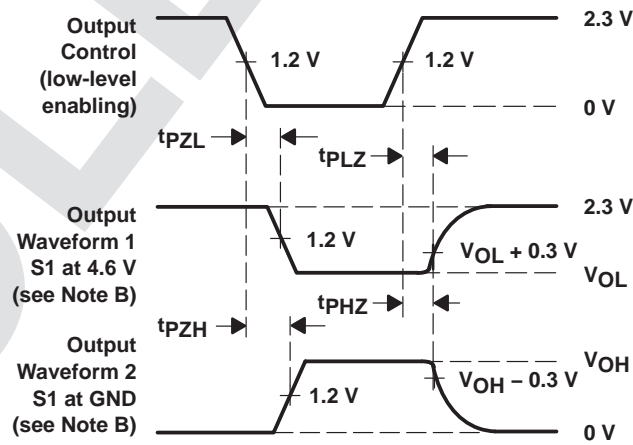 Output
Control
(low-level
enabling)
1.2 V
1.2 V
2.3 V
0 V
tPZL
tPLZ
Output
Waveform 1
S1 at 4.6 V
(see Note B)
1.2 V
2.3 V
VOL + 0.3 V
VOL
tPZH
tPHZ
Output
Waveform 2
S1 at GND
(see Note B)
1.2 V
VOH
VOH − 0.3 V
0 V